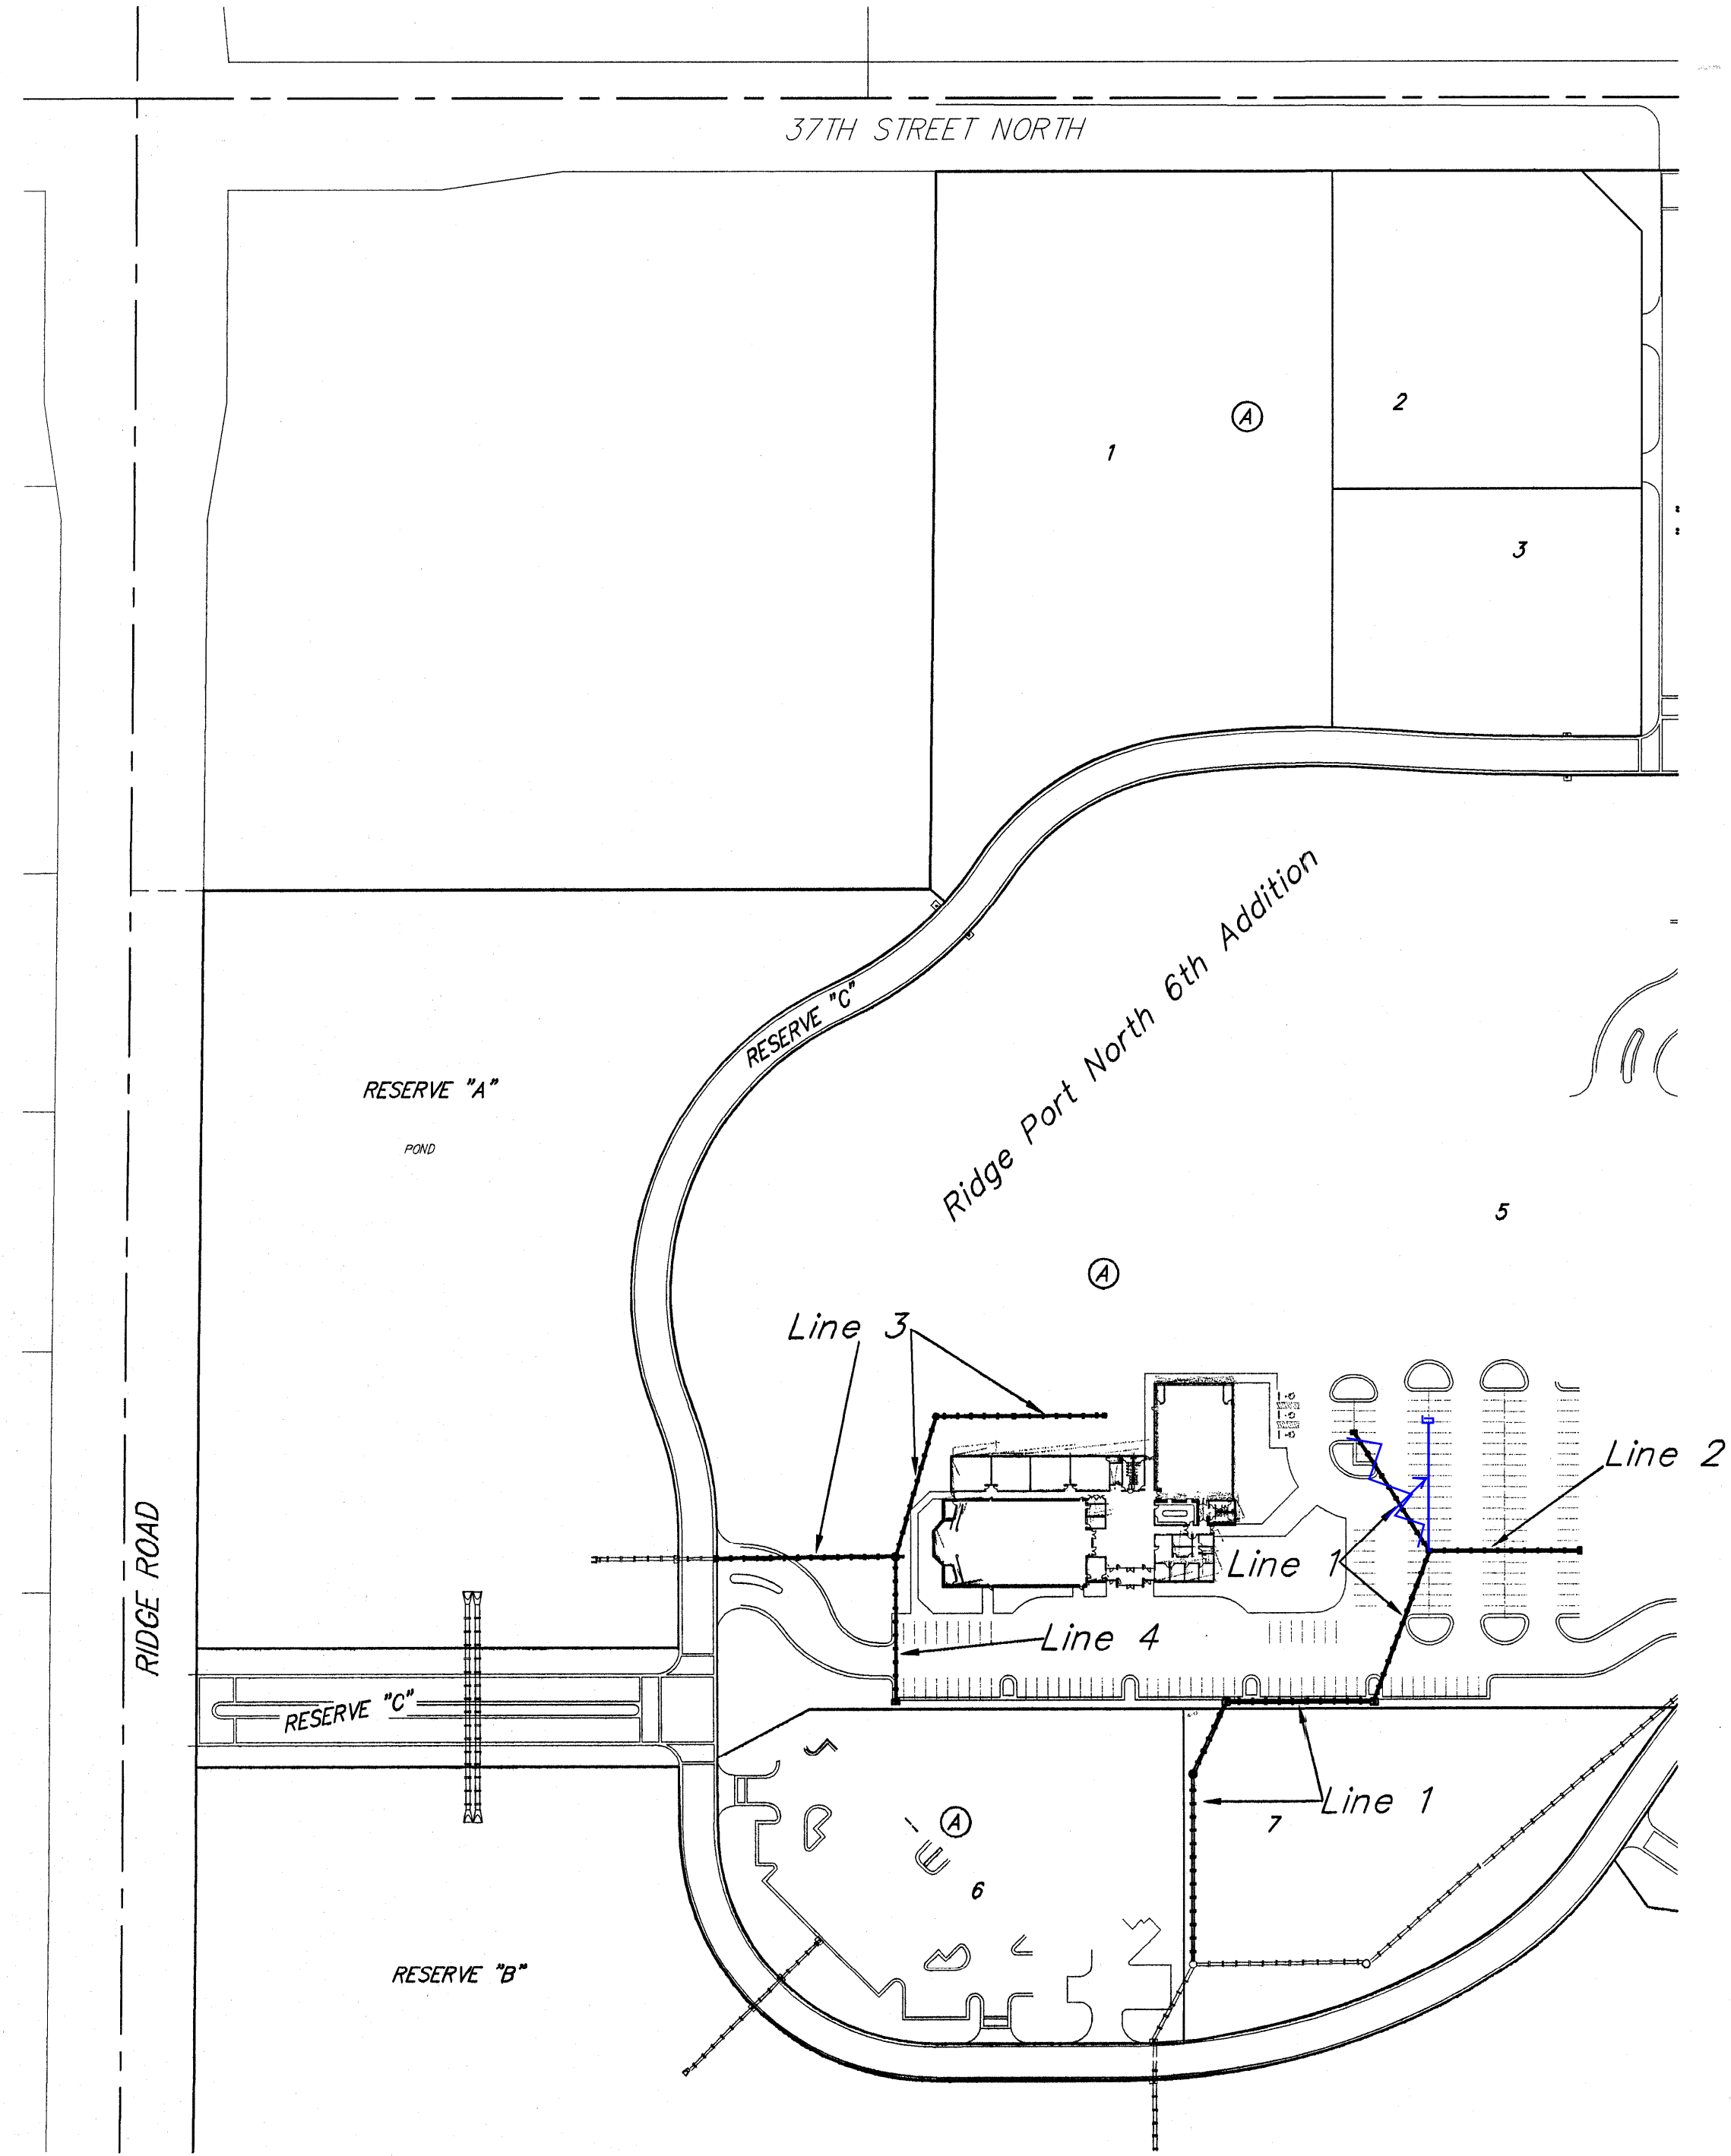 37TH STREET NORTH
2
A
1
3
Ridge Port North 6th Addition
RESERVE "C"
RESERVE "A"
POND
5
A
Line 3
Line 2
Line 1
RIDGE ROAD
Line 4
RESERVE "C"
Line 1
7
A
6
RESERVE "B"